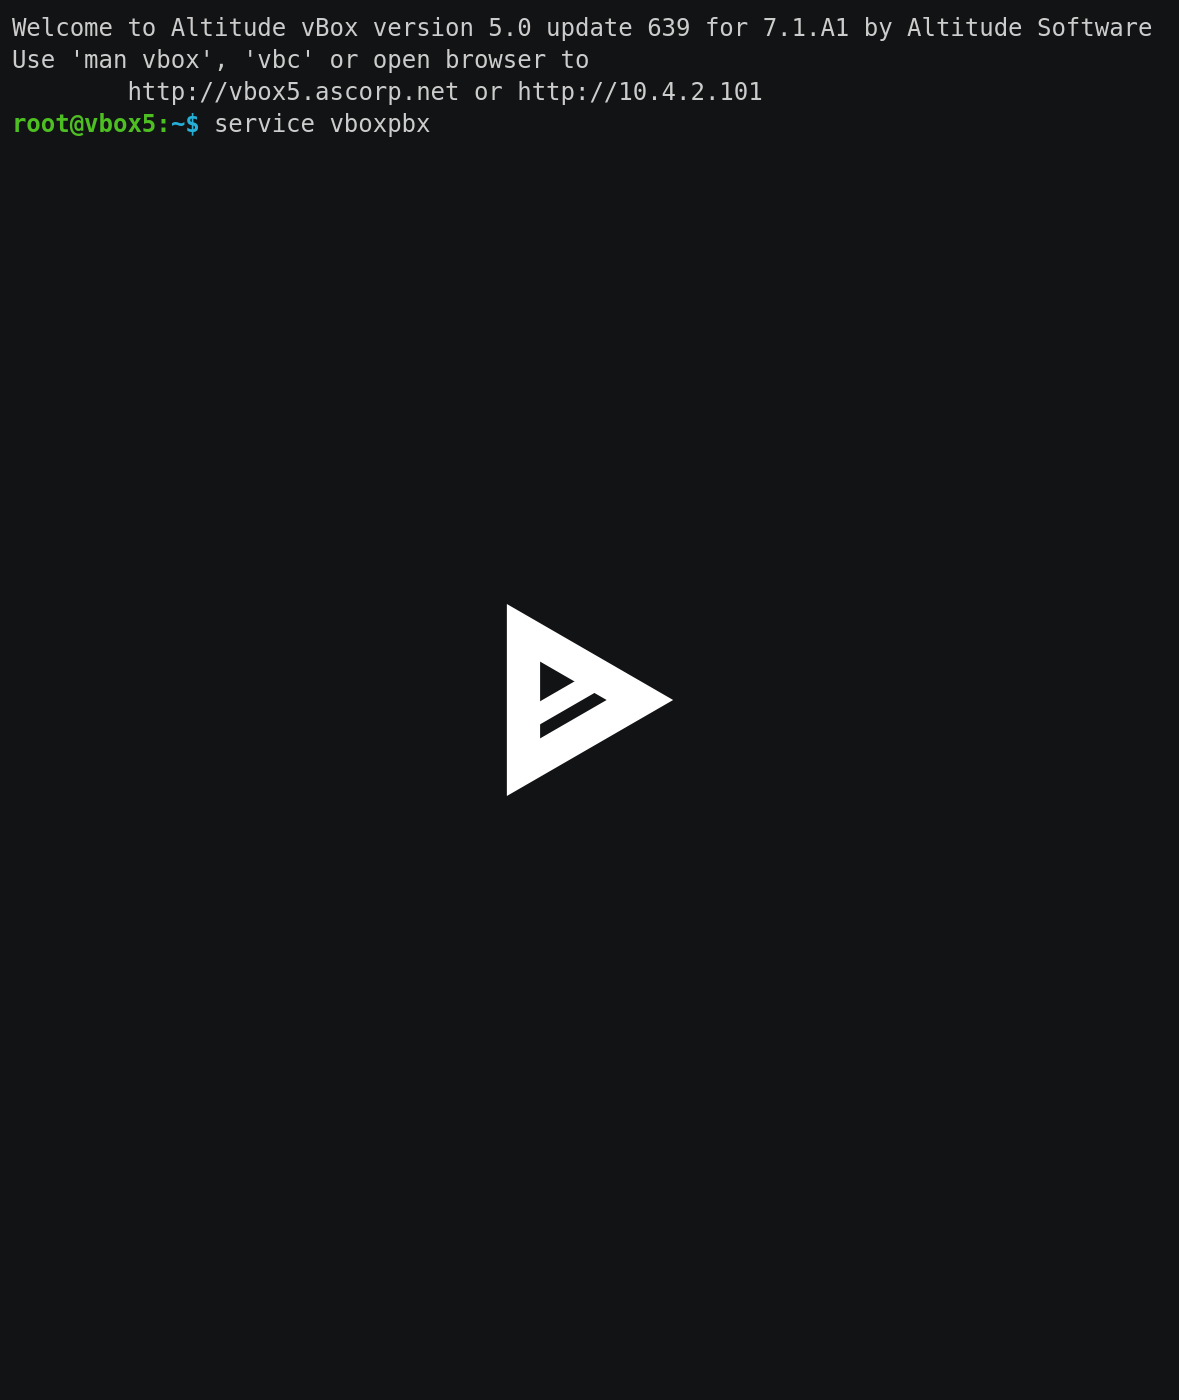 Welcome to Altitude vBox version 5.0 update 639 for 7.1.A1 by Altitude Software
Use 'man vbox', 'vbc' or open browser to
        http://vbox5.ascorp.net or http://10.4.2.101
root@vbox5:~$ service vboxpbx